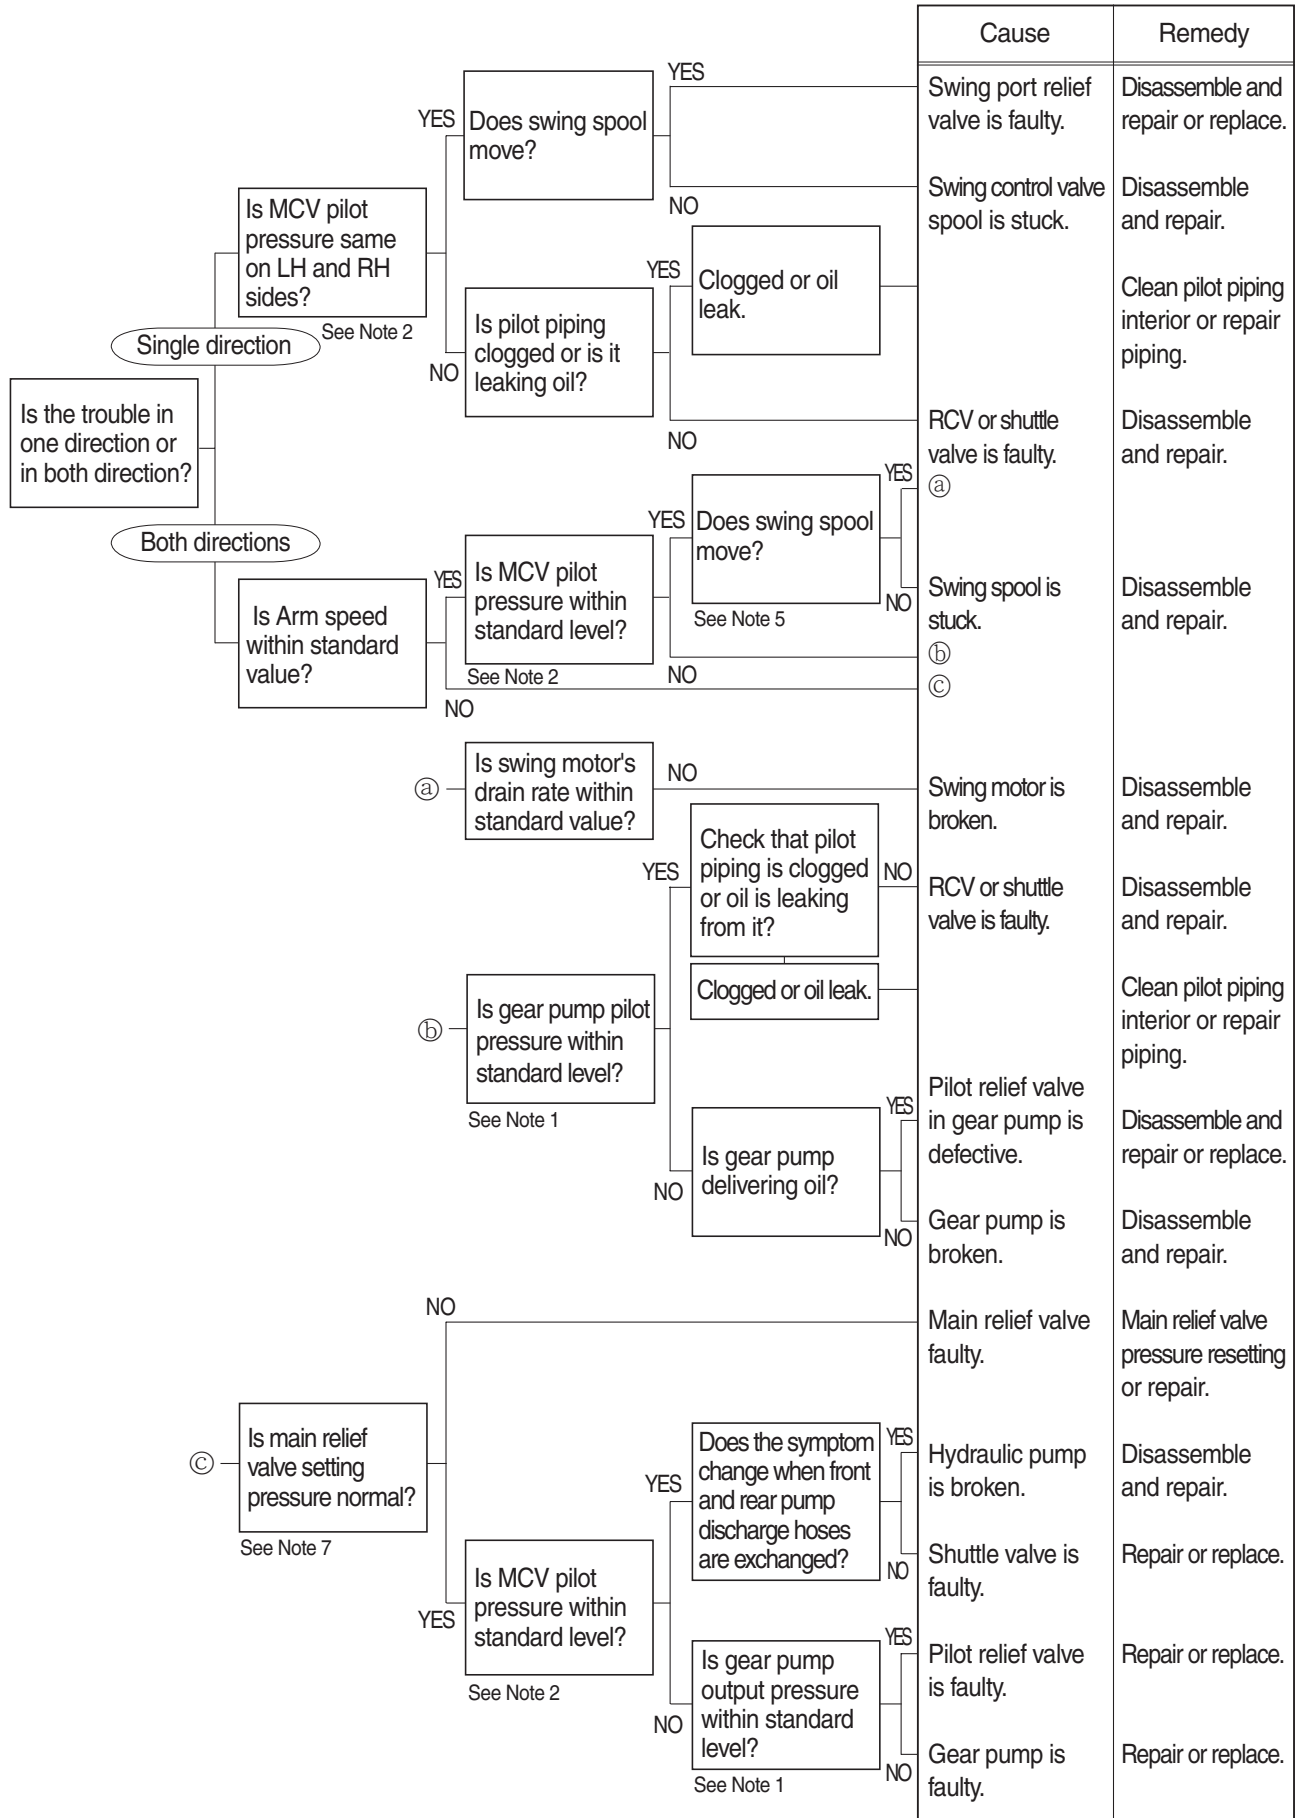 Cause
Remedy
YES
Swing port relief
valve is faulty.
Disassemble and
repair or replace.
YES
Does swing spool
move?
NO
Swing control valve
spool is stuck.
Disassemble
and repair.
Is MCV pilot
pressure same
on LH and RH
sides?
See Note 2
Single direction
YES
Clogged or oil
leak.
Clean pilot piping
interior or repair
piping.
Is pilot piping
clogged or is it
leaking oil?
NO
Is the trouble in
one direction or
in both direction?
NO
RCV or shuttle
valve is faulty.
Disassemble
and repair.
YES
ⓐ
Both directions
YES
Does swing spool
move?
See Note 5
NO
Swing spool is
stuck.
Disassemble
and repair.
YES
Is MCV pilot
pressure within
standard level?
See Note 2
NO
ⓑ
Is Arm speed
within standard
value?
NO
ⓒ
ⓐ
Is swing motor's
drain rate within
standard value?
NO
Swing motor is
broken.
Disassemble
and repair.
YES
Check that pilot
piping is clogged
or oil is leaking
from it?
NO
RCV or shuttle
valve is faulty.
Disassemble
and repair.
Clogged or oil leak.
Clean pilot piping
interior or repair
piping.
ⓑ
Is gear pump pilot
pressure within
standard level?
See Note 1
YES
Pilot relief valve
in gear pump is
defective.
Disassemble and
repair or replace.
NO
Is gear pump
delivering oil?
NO
Gear pump is
broken.
Disassemble
and repair.
NO
Main relief valve
faulty.
Main relief valve
pressure resetting
or repair.
ⓒ
Is main relief
valve setting
pressure normal?
See Note 7
YES
Does the symptom
change when front
and rear pump
discharge hoses
are exchanged?
YES
Hydraulic pump
is broken.
Disassemble
and repair.
NO
Shuttle valve is
faulty.
Repair or replace.
YES
Is MCV pilot
pressure within
standard level?
See Note 2
YES
Pilot relief valve
is faulty.
Repair or replace.
NO
Is gear pump
output pressure
within standard
level?
See Note 1
NO
Gear pump is
faulty.
Repair or replace.